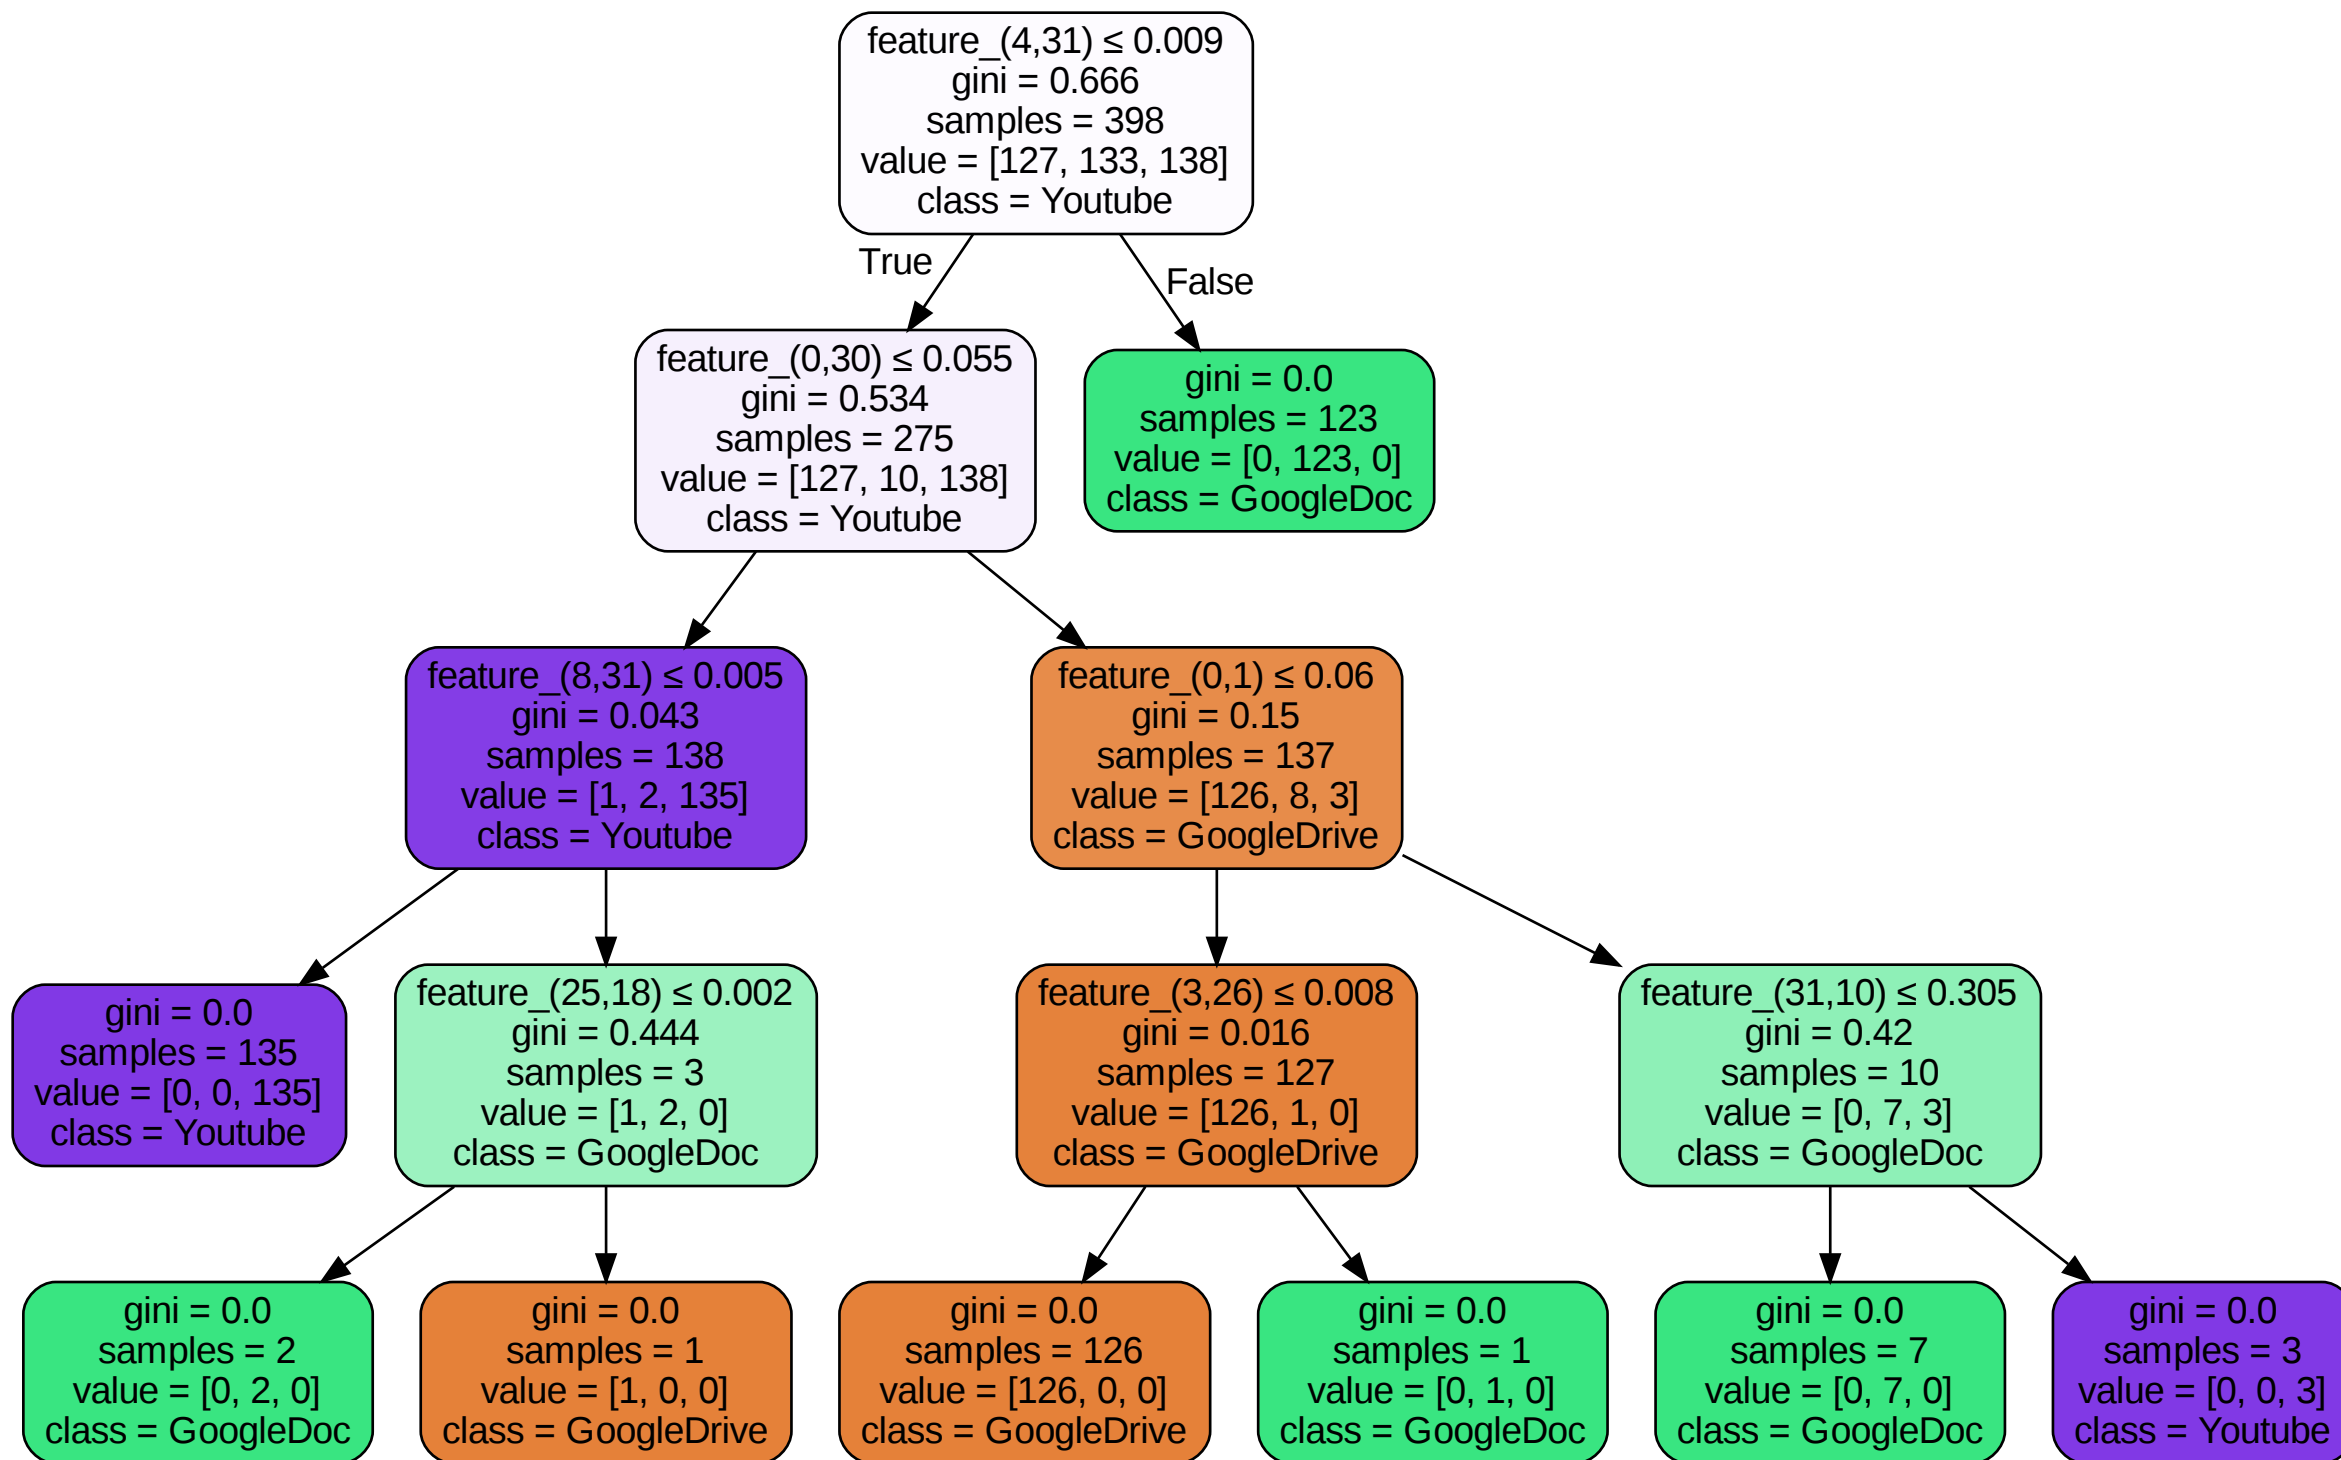 feature_(4,31) ≤ 0.009
gini = 0.666
samples = 398
value = [127, 133, 138]
class = Youtube
True
False
feature_(0,30) ≤ 0.055
gini = 0.534
samples = 275
value = [127, 10, 138]
class = Youtube
gini = 0.0
samples = 123
value = [0, 123, 0]
class = GoogleDoc
feature_(8,31) ≤ 0.005
gini = 0.043
samples = 138
value = [1, 2, 135]
class = Youtube
feature_(0,1) ≤ 0.06
gini = 0.15
samples = 137
value = [126, 8, 3]
class = GoogleDrive
gini = 0.0
samples = 135
value = [0, 0, 135]
class = Youtube
feature_(25,18) ≤ 0.002
gini = 0.444
samples = 3
value = [1, 2, 0]
class = GoogleDoc
feature_(3,26) ≤ 0.008
gini = 0.016
samples = 127
value = [126, 1, 0]
class = GoogleDrive
feature_(31,10) ≤ 0.305
gini = 0.42
samples = 10
value = [0, 7, 3]
class = GoogleDoc
gini = 0.0
samples = 2
value = [0, 2, 0]
class = GoogleDoc
gini = 0.0
samples = 1
value = [1, 0, 0]
class = GoogleDrive
gini = 0.0
samples = 126
value = [126, 0, 0]
class = GoogleDrive
gini = 0.0
samples = 1
value = [0, 1, 0]
class = GoogleDoc
gini = 0.0
samples = 7
value = [0, 7, 0]
class = GoogleDoc
gini = 0.0
samples = 3
value = [0, 0, 3]
class = Youtube